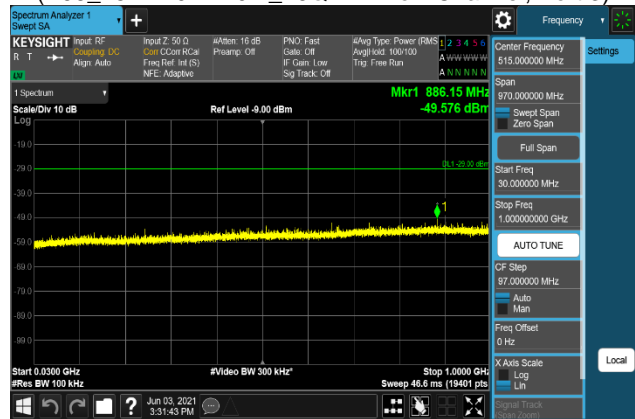 Spectrum Analyzer 1
Swept SA
Frequency
KEYSIGHT
R T
LW
Input: RF
Coupling: DC
Align: Auto
Input Z: 50 Ω
Corr CCorr RCal
Freq Ref: Int (S)
NFE: Adaptive
#Atten: 16 dB
Preamp: Off
PNO: Fast
Gate: Off
IF Gain: Low
Sig Track: Off
#Avg Type: Power (RMS
Avg|Hold: 100/100
Trig: Free Run
1 2 3 4 5 6
A W W W W W
A N N N N N
1 Spectrum
Scale/Div 10 dB
Log
Ref Level -9.00 dBm
Mkr1 886.15 MHz
-49.576 dBm
-19.0
-29.0
-39.0
-49.0
-59.0
-69.0
-79.0
-89.0
-99.0
DL1 -29.00 dBm
1
Start 0.0300 GHz
#Res BW 100 kHz
#Video BW 300 kHz*
Stop 1.0000 GHz
Sweep 46.6 ms (19401 pts
Center Frequency
515.000000 MHz
Span
970.000000 MHz
Swept Span
Zero Span
Full Span
Start Freq
30.000000 MHz
Stop Freq
1.000000000 GHz
AUTO TUNE
CF Step
97.000000 MHz
Auto
Man
Freq Offset
0 Hz
X Axis Scale
Log
Lin
Signal Track
(Span Zoom)
Settings
Local
?
Jun 03, 2021
3:31:43 PM